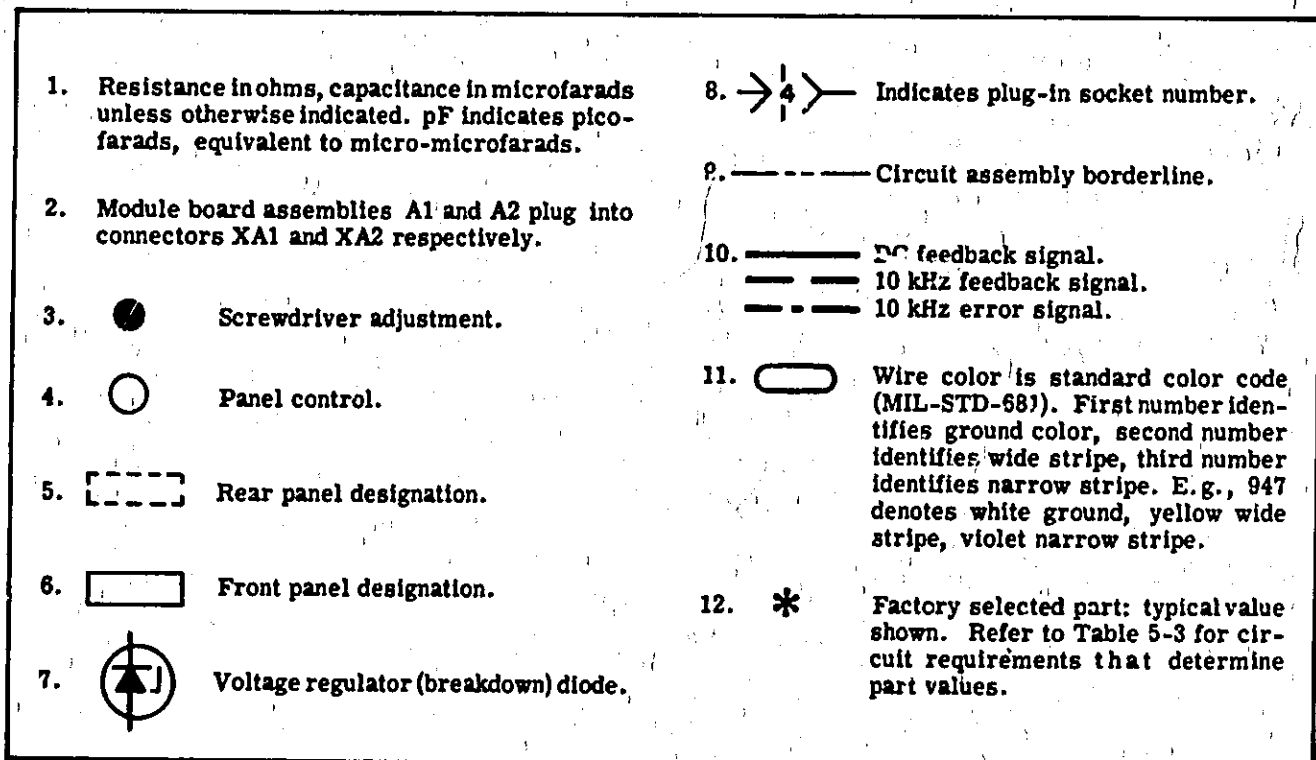 1. Resistance in ohms, capacitance in microfarads
unless otherwise indicated. pF indicates pico-
farads, equivalent to micro-microfarads.
2. Module board assemblies A1 and A2 plug into
connectors XA1 and XA2 respectively.
3. Screwdriver adjustment.
4. Panel control.
5. Rear panel designation.
6. Front panel designation.
7. Voltage regulator (breakdown) diode.
8. 4 Indicates plug-in socket number.
9. Circuit assembly borderline.
10. DC feedback signal.
10 kHz feedback signal.
10 kHz error signal.
11. Wire color is standard color code
(MIL-STD-681). First number iden-
tifies ground color, second number
identifies wide stripe, third number
identifies narrow stripe. E.g., 947
denotes white ground, yellow wide
stripe, violet narrow stripe.
12. * Factory selected part: typical value
shown. Refer to Table 5-3 for cir-
cuit requirements that determine
part values.